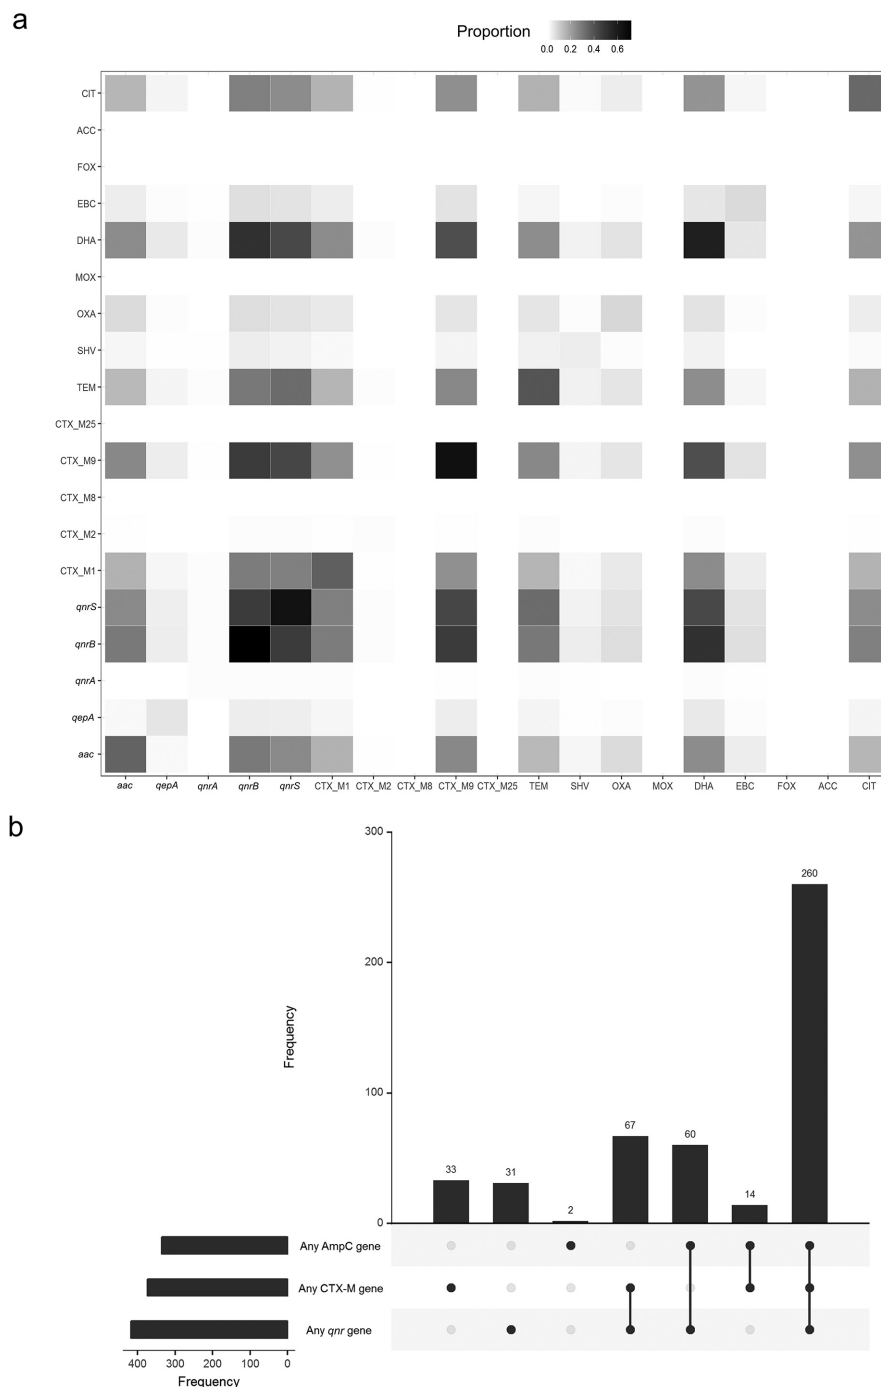 a
Proportion
0.0 0.2 0.4 0.6
CIT
ACC
FOX
EBC
DHA
MOX
OXA
SHV
TEM
CTX_M25
CTX_M9
CTX_M8
CTX_M2
CTX_M1
qnrS
qnrB
qnrA
qepA
aac
aac qepA qnrA qnrB qnrS CTX_M1 CTX_M2 CTX_M8 CTX_M9 CTX_M25 TEM SHV OXA MOX DHA EBC FOX ACC CIT
b
300
260
200
Frequency
100
67
60
33
31
14
2
0
Any AmpC gene
Any CTX-M gene
Any qnr gene
400 300 200 100 0
Frequency